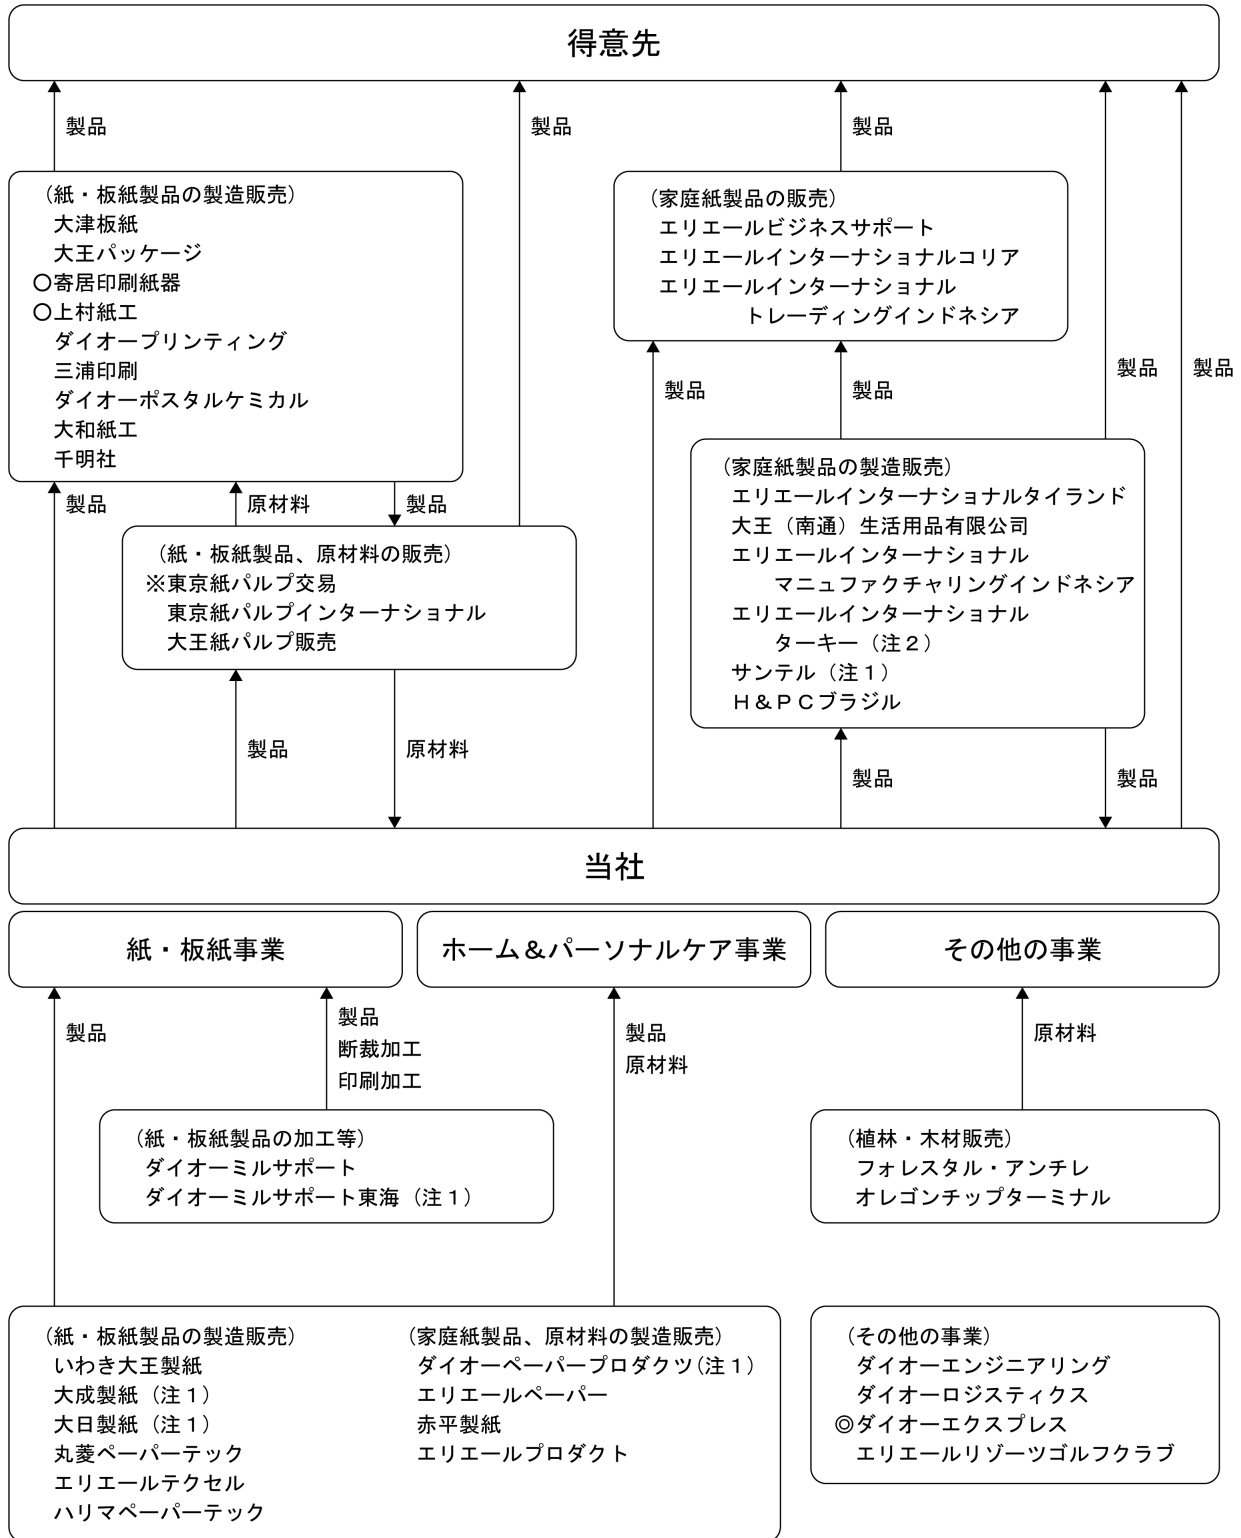 得意先
製品
製品
製品
製品
製品
（紙・板紙製品の製造販売）
大津板紙
大王パッケージ
○寄居印刷紙器
○上村紙工
ダイオープリンティング
三浦印刷
ダイオーポスタルケミカル
大和紙工
千明社
（家庭紙製品の販売）
エリエールビジネスサポート
エリエールインターナショナルコリア
エリエールインターナショナル
トレーディングインドネシア
製品
製品
製品
原材料
製品
（紙・板紙製品、原材料の販売）
※東京紙パルプ交易
東京紙パルプインターナショナル
大王紙パルプ販売
（家庭紙製品の製造販売）
エリエールインターナショナルタイランド
大王（南通）生活用品有限公司
エリエールインターナショナル
マニュファクチャリングインドネシア
エリエールインターナショナル
ターキー（注２）
サンテル（注１）
Ｈ＆ＰＣブラジル
製品
原材料
製品
製品
当社
紙・板紙事業
ホーム＆パーソナルケア事業
その他の事業
製品
製品
断裁加工
印刷加工
製品
原材料
原材料
（紙・板紙製品の加工等）
ダイオーミルサポート
ダイオーミルサポート東海（注１）
（植林・木材販売）
フォレスタル・アンチレ
オレゴンチップターミナル
（紙・板紙製品の製造販売）
いわき大王製紙
大成製紙（注１）
大日製紙（注１）
丸菱ペーパーテック
エリエールテクセル
ハリマペーパーテック
（家庭紙製品、原材料の製造販売）
ダイオーペーパープロダクツ(注１)
エリエールペーパー
赤平製紙
エリエールプロダクト
（その他の事業）
ダイオーエンジニアリング
ダイオーロジスティクス
◎ダイオーエクスプレス
エリエールリゾーツゴルフクラブ